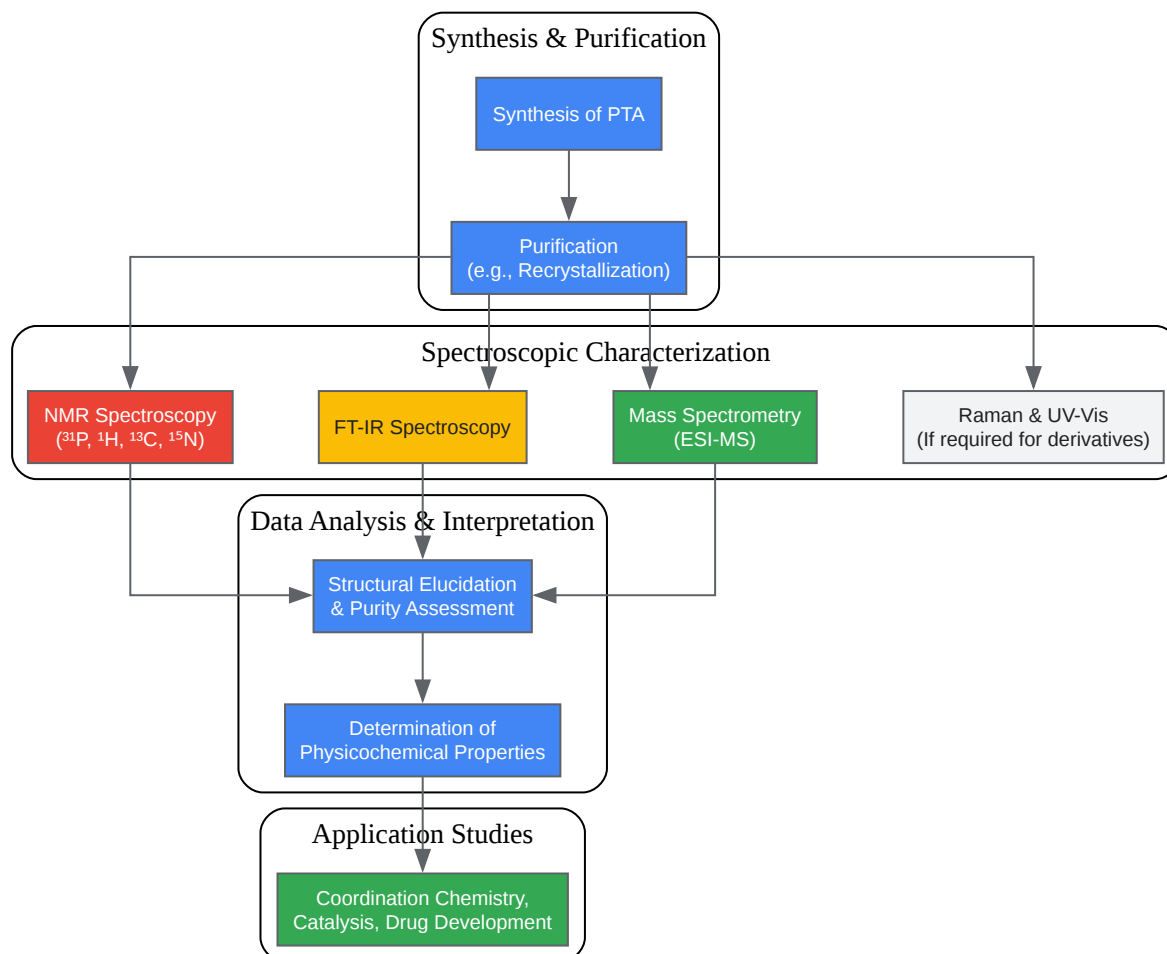 Synthesis & Purification
Synthesis of PTA
Purification
(e.g., Recrystallization)
Spectroscopic Characterization
NMR Spectroscopy
(³¹P, ¹H, ¹³C, ¹⁵N)
FT-IR Spectroscopy
Mass Spectrometry
(ESI-MS)
Raman & UV-Vis
(If required for derivatives)
Data Analysis & Interpretation
Structural Elucidation
& Purity Assessment
Determination of
Physicochemical Properties
Application Studies
Coordination Chemistry,
Catalysis, Drug Development